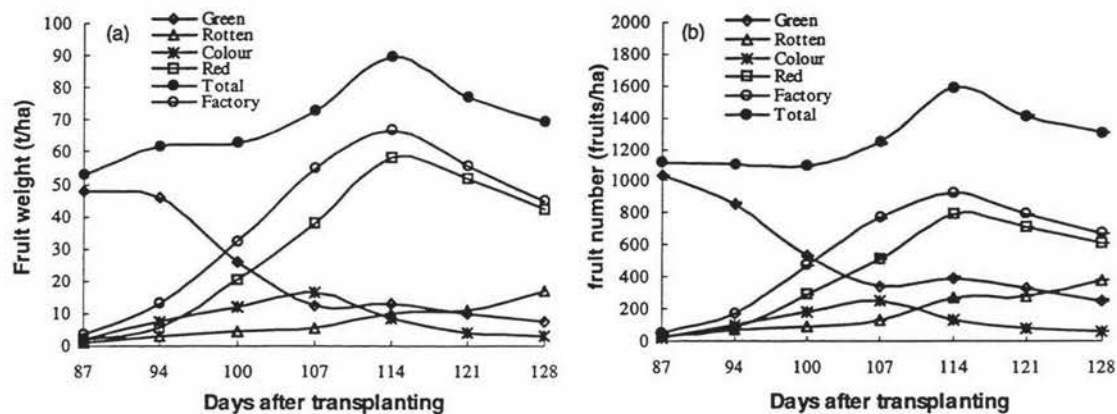 (a)
Green
Rotten
Colour
Red
Total
Factory
Fruit weight (t/ha)
100
90
80
70
60
50
40
30
20
10
0
87 94 100 107 114 121 128
Days after transplanting
(b)
Green
Rotten
Colour
Red
Factory
Total
fruit number (fruits/ha)
2000
1800
1600
1400
1200
1000
800
600
400
200
0
87 94 100 107 114 121 128
Days after transplanting